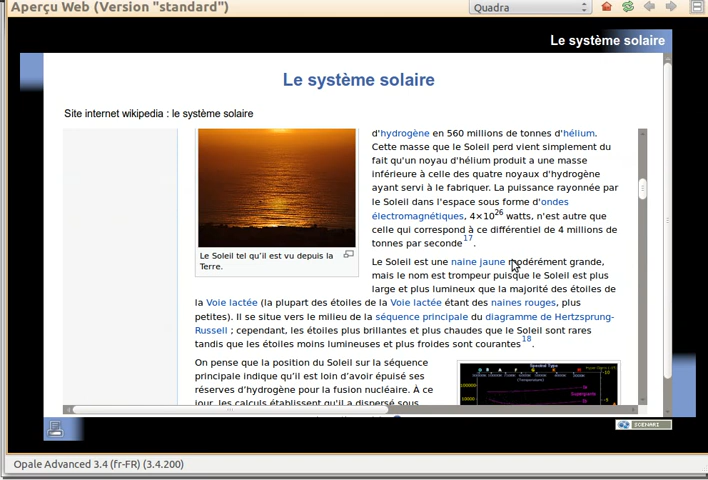 Aperçu Web (Version "standard")
Quadra
Le système solaire
Le système solaire
Site internet wikipedia : le système solaire
d'hydrogène en 560 millions de tonnes d'hélium.
Cette masse que le Soleil perd vient simplement du
fait qu'un noyau d'hélium produit a une masse
inférieure à celle des quatre noyaux d'hydrogène
ayant servi à le fabriquer. La puissance rayonnée par
le Soleil dans l'espace sous forme d'ondes
électromagnétiques, 4×10²⁶ watts, n'est autre que
celle qui correspond à ce différentiel de 4 millions de
tonnes par seconde¹⁷.
Le Soleil tel qu'il est vu depuis la
Terre.
Le Soleil est une naine jaune modérément grande,
mais le nom est trompeur puisque le Soleil est plus
large et plus lumineux que la majorité des étoiles de
la Voie lactée (la plupart des étoiles de la Voie lactée étant des naines rouges, plus
petites). Il se situe vers le milieu de la séquence principale du diagramme de Hertzsprung-
Russell ; cependant, les étoiles plus brillantes et plus chaudes que le Soleil sont rares
tandis que les étoiles moins lumineuses et plus froides sont courantes¹⁸.
On pense que la position du Soleil sur la séquence
principale indique qu'il est loin d'avoir épuisé ses
réserves d'hydrogène pour la fusion nucléaire. À ce
jour, les calculs établissent qu'il a dispersé sous
Spectral Type
(Temperature)
SCENARI
Opale Advanced 3.4 (fr-FR) (3.4.200)